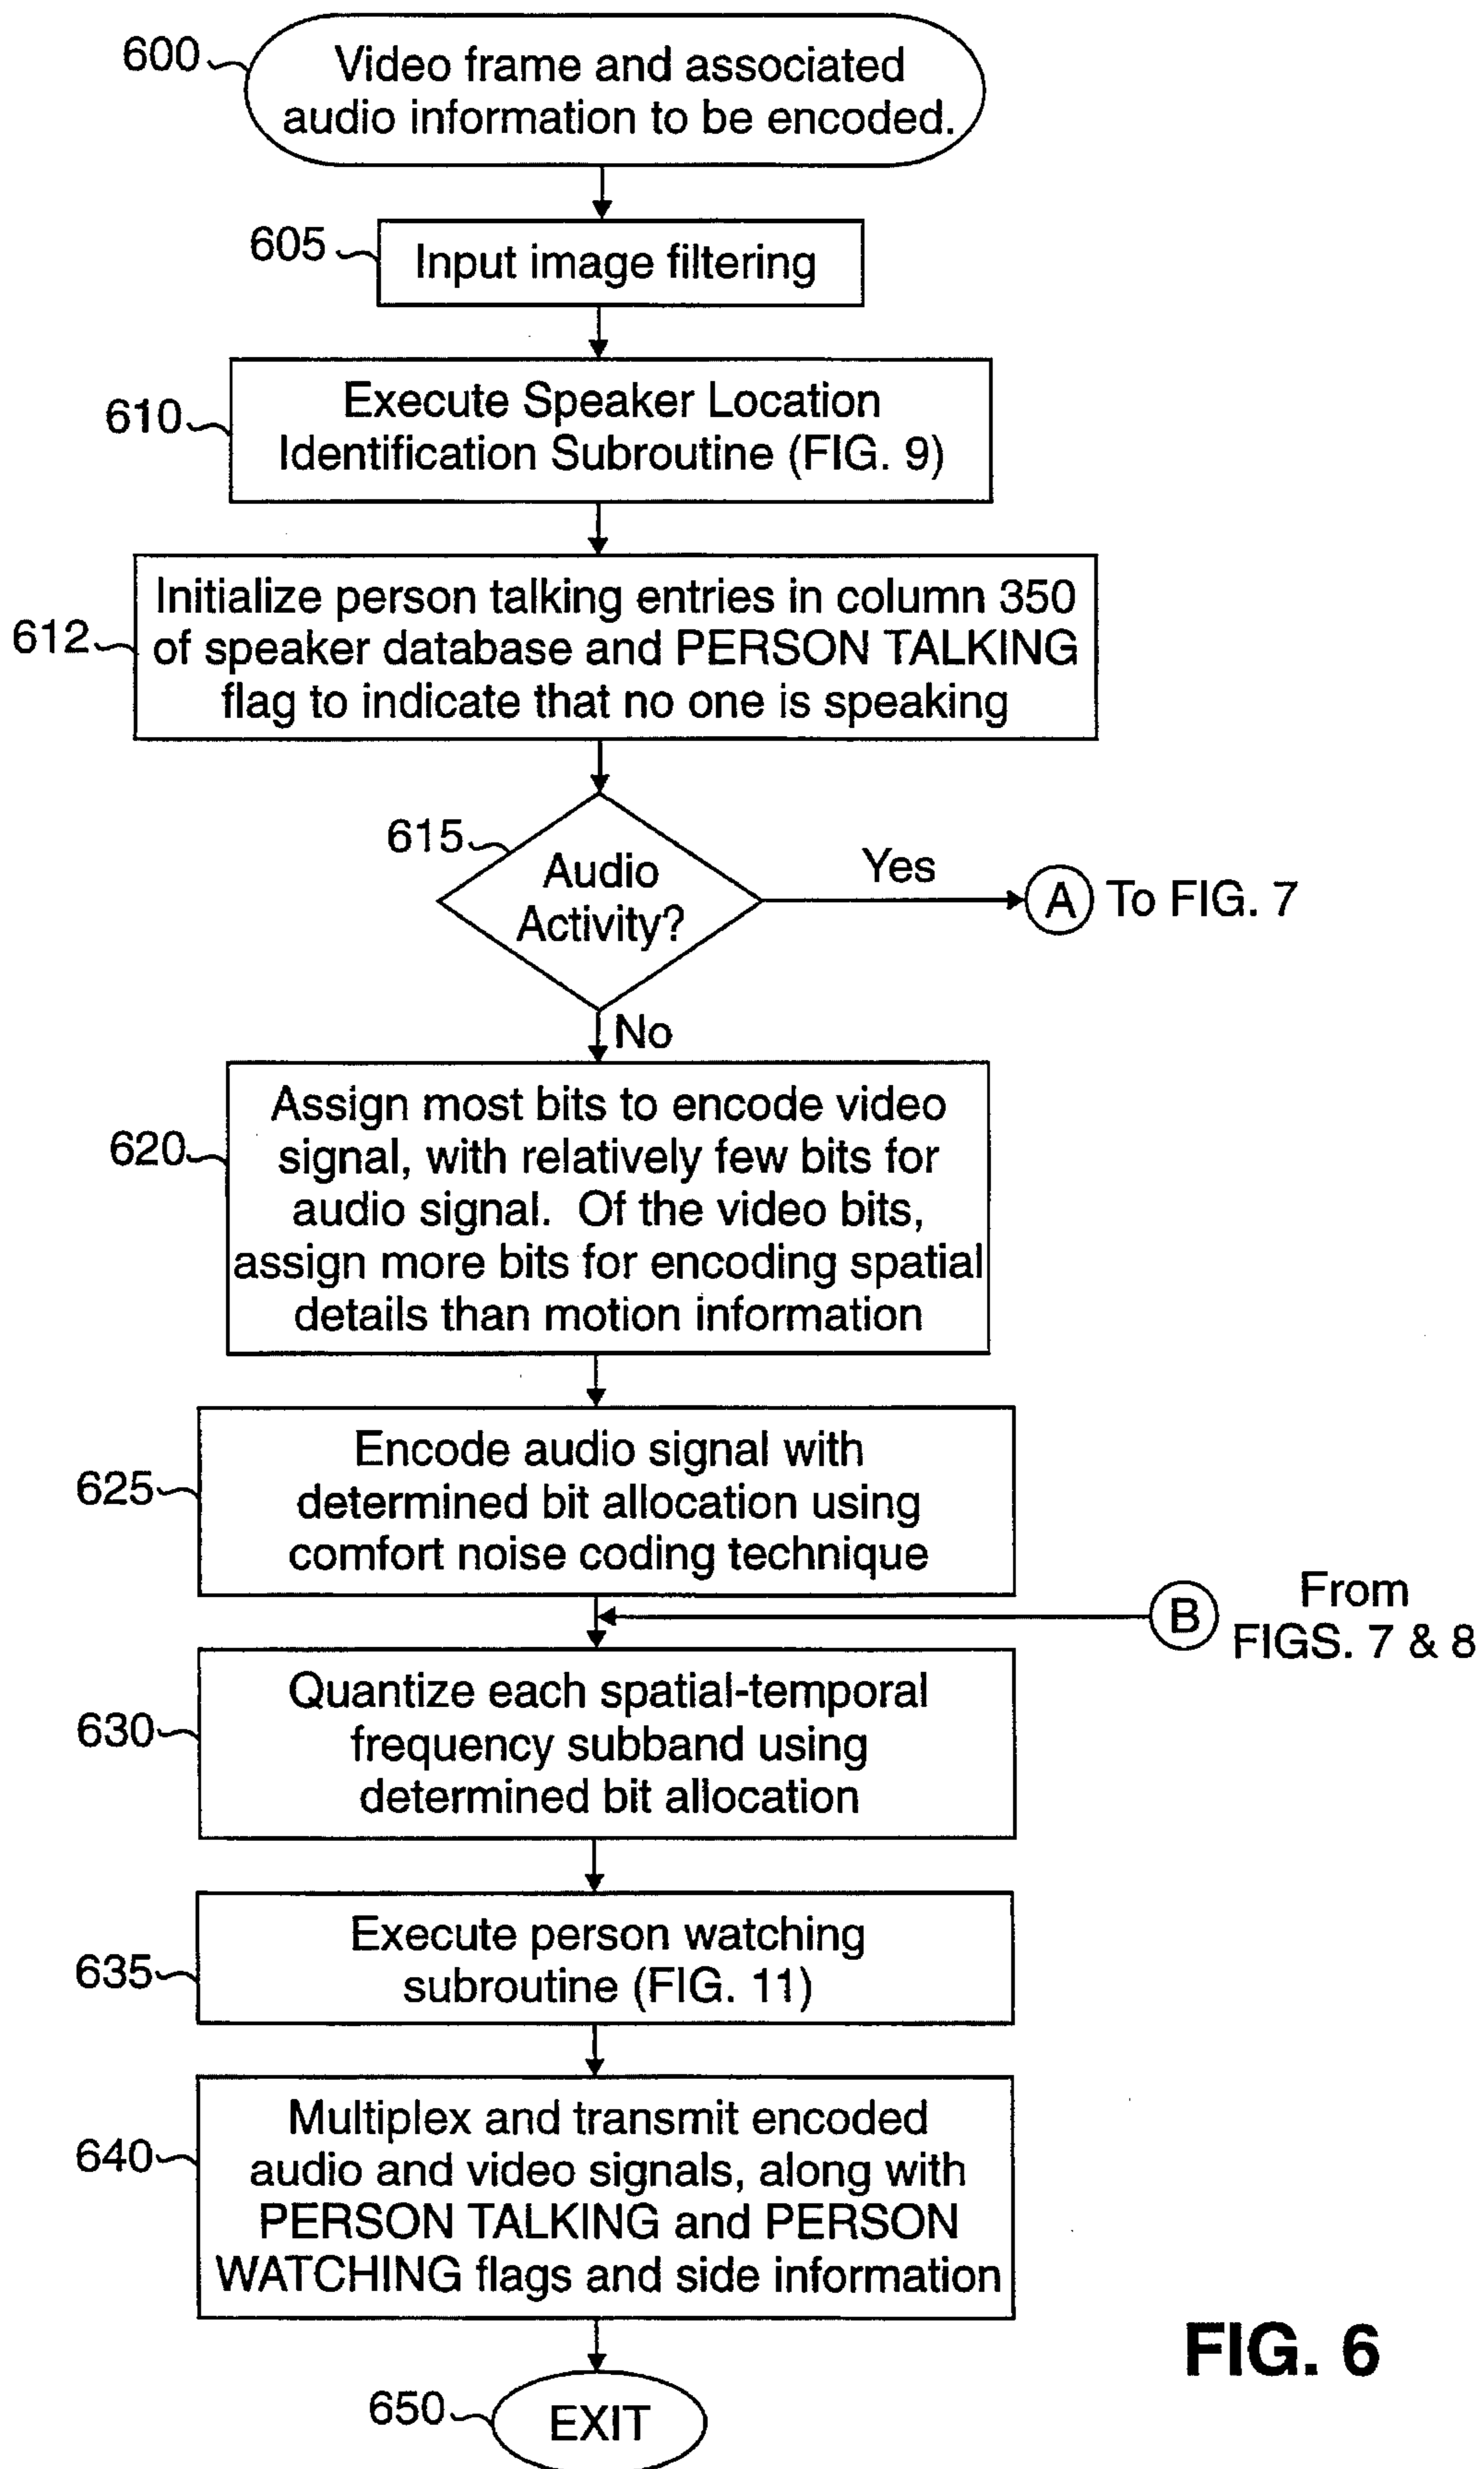 600
Video frame and associated
audio information to be encoded.
605
Input image filtering
610
Execute Speaker Location
Identification Subroutine (FIG. 9)
612
Initialize person talking entries in column 350
of speaker database and PERSON TALKING
flag to indicate that no one is speaking
615
Audio
Activity?
Yes
A To FIG. 7
No
620
Assign most bits to encode video
signal, with relatively few bits for
audio signal. Of the video bits,
assign more bits for encoding spatial
details than motion information
625
Encode audio signal with
determined bit allocation using
comfort noise coding technique
B
From
FIGS. 7 & 8
630
Quantize each spatial-temporal
frequency subband using
determined bit allocation
635
Execute person watching
subroutine (FIG. 11)
640
Multiplex and transmit encoded
audio and video signals, along with
PERSON TALKING and PERSON
WATCHING flags and side information
650
EXIT
FIG. 6